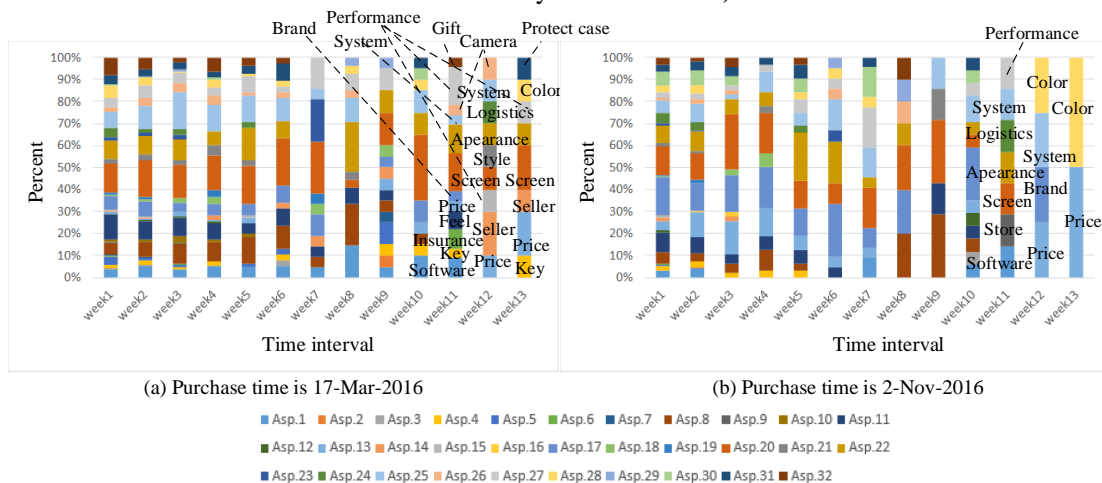 Performance
Brand
System
Gift
Camera
Protect case
Performance
100%
90%
80%
70%
60%
50%
40%
30%
20%
10%
0%
Percent
System
Color
Logistics
Apearance
Style
Screen Screen
Price
Seller
Feel
Seller
Insurance
Key
Price
Software
Key
week1
week2
week3
week4
week5
week6
week7
week8
week9
week10
week11
week12
week13
Time interval
(a) Purchase time is 17-Mar-2016
100%
90%
80%
70%
60%
50%
40%
30%
20%
10%
0%
Percent
Color
System
Color
Logistics
System
Apearance
Brand
Screen
Store
Price
Price
Software
week1
week2
week3
week4
week5
week6
week7
week8
week9
week10
week11
week12
week13
Time interval
(b) Purchase time is 2-Nov-2016
Asp.1 Asp.2 Asp.3 Asp.4 Asp.5 Asp.6 Asp.7 Asp.8 Asp.9 Asp.10 Asp.11
Asp.12 Asp.13 Asp.14 Asp.15 Asp.16 Asp.17 Asp.18 Asp.19 Asp.20 Asp.21 Asp.22
Asp.23 Asp.24 Asp.25 Asp.26 Asp.27 Asp.28 Asp.29 Asp.30 Asp.31 Asp.32